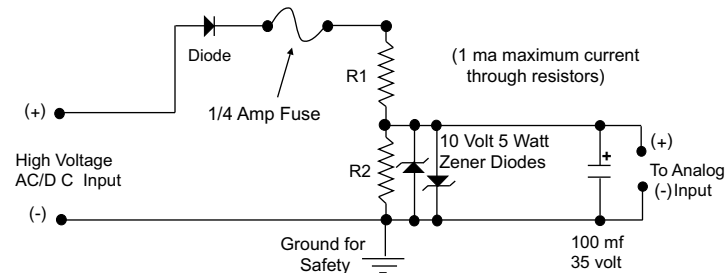 Diode
1/4 Amp Fuse
R1
(1 ma maximum current
through resistors)
(+)
High Voltage
AC/D C Input
(-)
R2
10 Volt 5 Watt
Zener Diodes
+
(+)
To Analog
(-) Input
Ground for
Safety
100 mf
35 volt